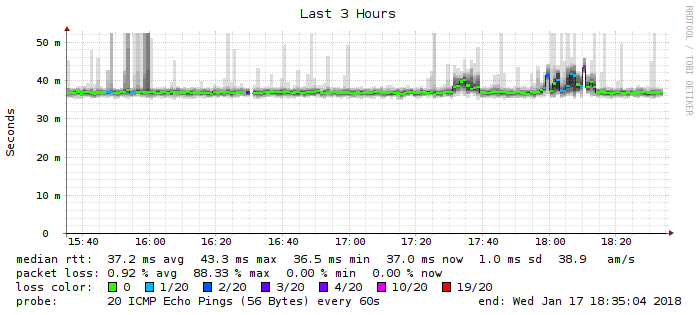 Last 3 Hours
RRDTOOL / TOBI OETIKER
Seconds
50 m
40 m
30 m
20 m
10 m
0
15:40 16:00 16:20 16:40 17:00 17:20 17:40 18:00 18:20
median rtt: 37.2 ms avg 43.3 ms max 36.5 ms min 37.0 ms now 1.0 ms sd 38.9 am/s
packet loss: 0.92 % avg 88.33 % max 0.00 % min 0.00 % now
loss color: 0 1/20 2/20 3/20 4/20 10/20 19/20
probe: 20 ICMP Echo Pings (56 Bytes) every 60s end: Wed Jan 17 18:35:04 2018